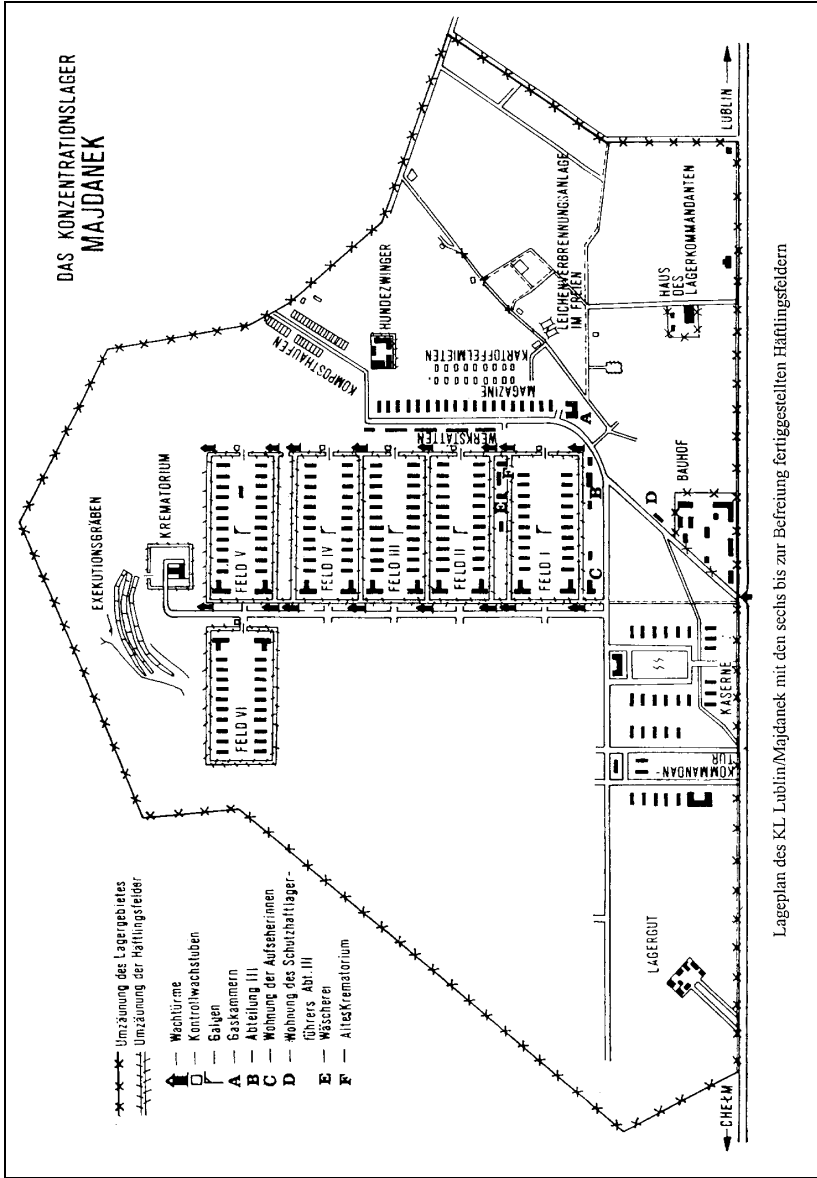 DAS KONZENTRATIONSLAGER
MAJDANEK
Umzäunung des Lagergebietes
Umzäunung der Häftlingsfelder
Wachtürme
Kontrollwachstuben
Galgen
A — Gaskammern
B — Abteilung III
C — Wohnung der Aufseherinnen
D — Wohnung des Schutzhaftlager-
führers Abt. III
E — Wäscherei
F — Altes Krematorium
EXEKUTIONSGRÄBEN
KREMATORIUM
KOMPOSTHAUFEN
HUNDEZWINGER
FELD VI
FELD V
FELD IV
FELD III
FELD II
FELD I
WERKSTÄTTEN
MAGAZINE
KARTOFFELMIETEN
LEICHENVERBRENNUNGSANLAGE
IM FREIEN
E
F
A
B
C
D
BAUHOF
HAUS
DES
LAGERKOMMANDANTEN
KOMMANDAN-
TUR
SS
KASERNE
LAGERGUT
CHEŁM
LUBLIN
Lageplan des KL Lublin/Majdanek mit den sechs bis zur Befreiung fertiggestellten Häftlingsfeldern